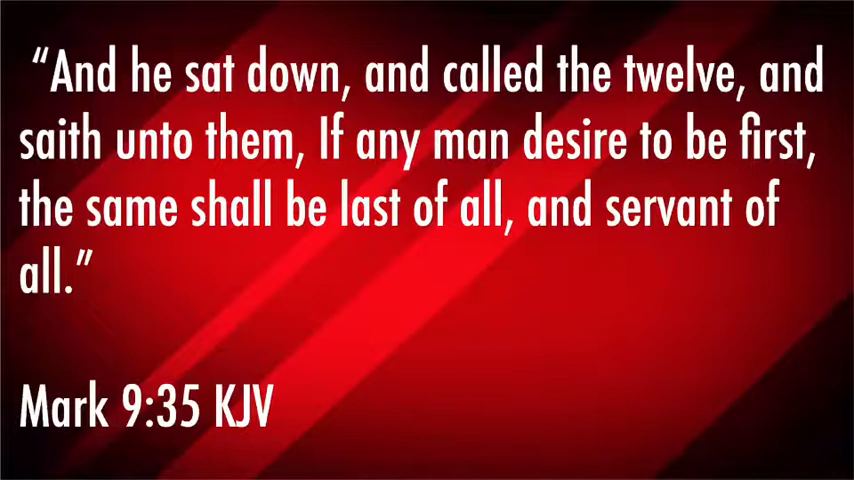 “And he sat down, and called the twelve, and
saith unto them, If any man desire to be first,
the same shall be last of all, and servant of
all.”
Mark 9:35 KJV